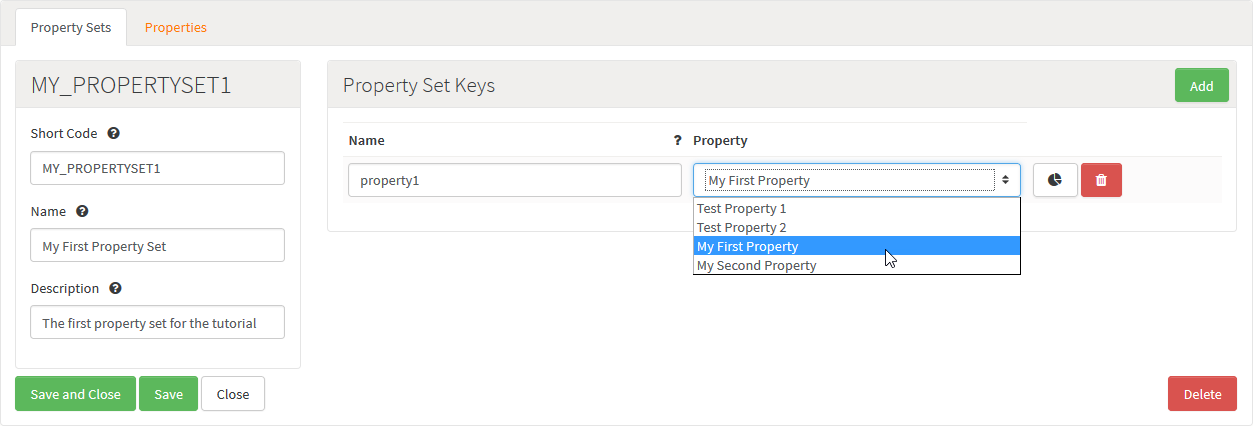 Property Sets Properties
MY_PROPERTYSET1
Short Code ?
MY_PROPERTYSET1
Name ?
My First Property Set
Description ?
The first property set for the tutorial
Property Set Keys Add
Name ? Property
property1 My First Property
Test Property 1
Test Property 2
My First Property
My Second Property
Save and Close Save Close Delete